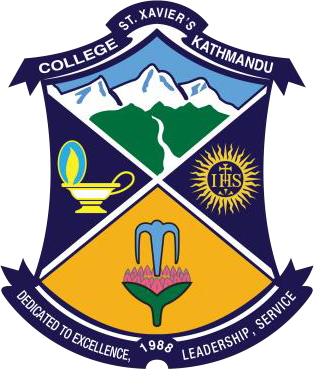 ST. XAVIER'S
COLLEGE KATHMANDU
IHS
DEDICATED TO EXCELLENCE, 1988 LEADERSHIP, SERVICE